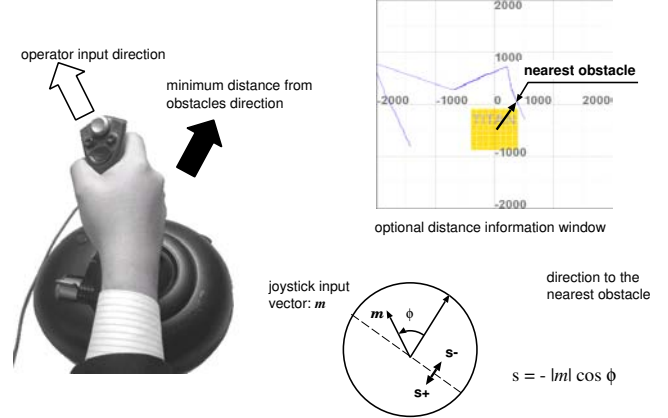 operator input direction
minimum distance from
obstacles direction
2000
1000
nearest obstacle
-2000
-1000
0
1000
2000
-1000
-2000
optional distance information window
joystick input
vector: m
direction to the
nearest obstacle
m
ϕ
s-
s+
s = - |m| cos ϕ